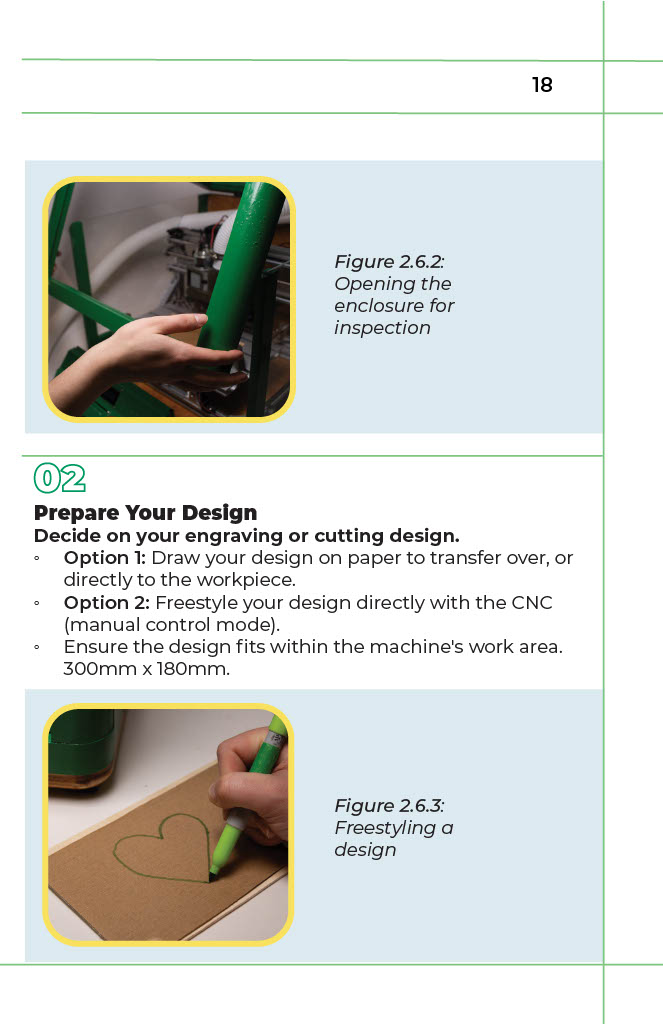 18
Figure 2.6.2:
Opening the
enclosure for
inspection
02
Prepare Your Design
Decide on your engraving or cutting design.
◦ Option 1: Draw your design on paper to transfer over, or
directly to the workpiece.
◦ Option 2: Freestyle your design directly with the CNC
(manual control mode).
◦ Ensure the design fits within the machine's work area.
300mm x 180mm.
Figure 2.6.3:
Freestyling a
design